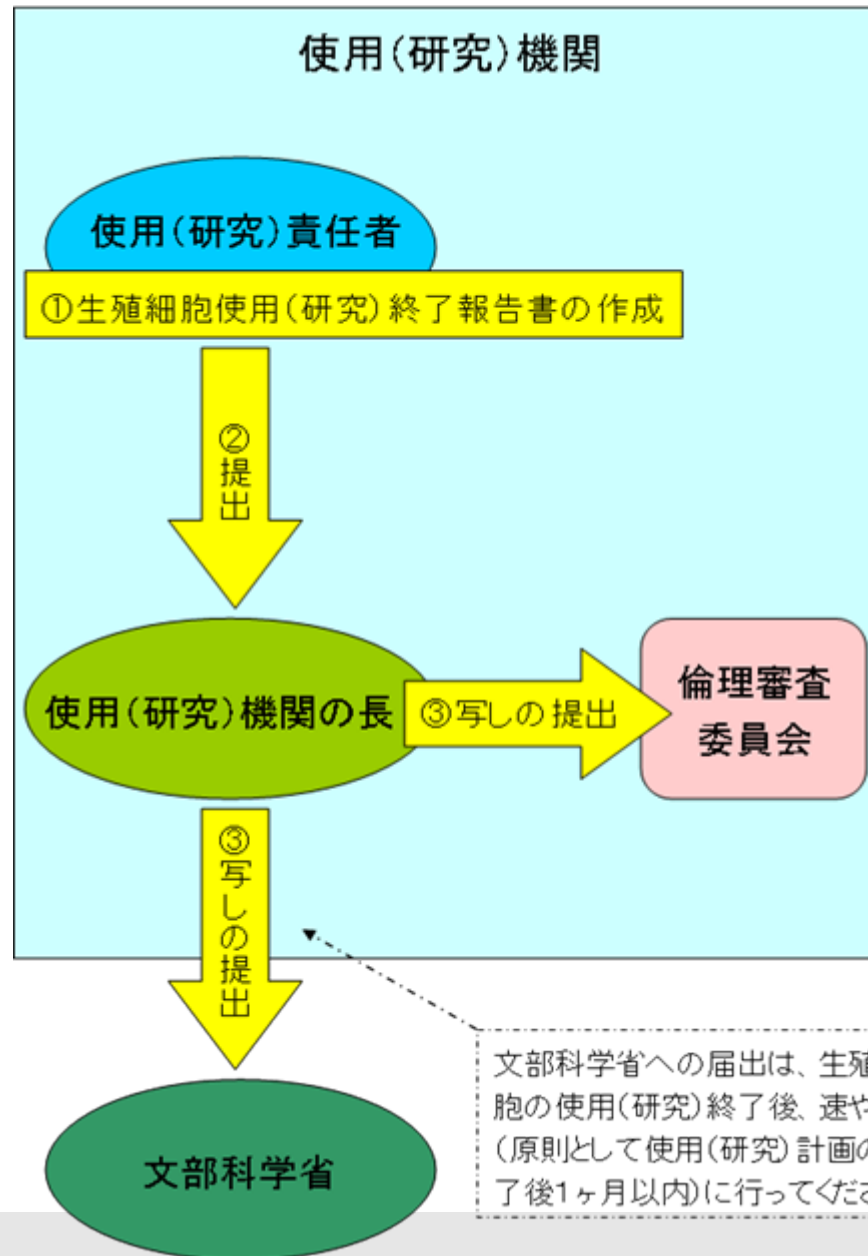 使用(研究)機関
使用(研究)責任者
①生殖細胞使用(研究)終了報告書の作成
②提出
使用(研究)機関の長
③写しの提出
倫理審査
委員会
③写しの提出
文部科学省への届出は、生殖
胞の使用(研究)終了後、速や
(原則として使用(研究)計画の
了後1ヶ月以内)に行ってくださ
文部科学省